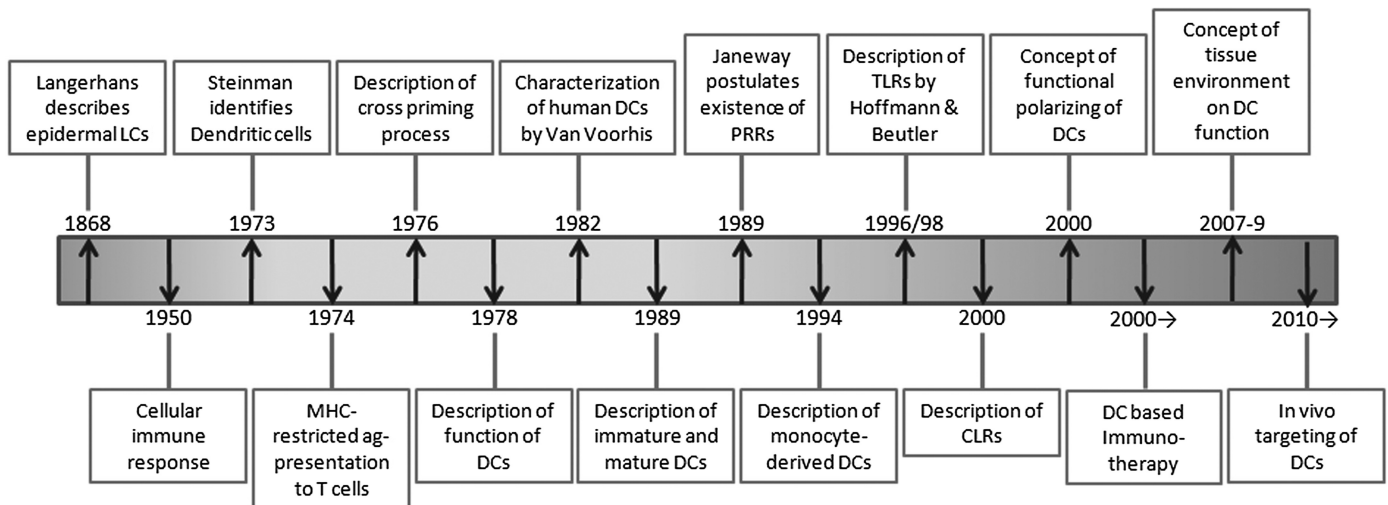 Langerhans
describes
epidermal LCs
Steinman
identifies
Dendritic cells
Description of
cross priming
process
Characterization
of human DCs
by Van Voorhis
Janeway
postulates
existence of
PRRs
Description of
TLRs by
Hoffmann &
Beutler
Concept of
functional
polarizing of
DCs
Concept of
tissue
environment
on DC
function
1868
1973
1976
1982
1989
1996/98
2000
2007-9
1950
1974
1978
1989
1994
2000
2000→
2010→
Cellular
immune
response
MHC-
restricted ag-
presentation
to T cells
Description of
function of
DCs
Description of
immature and
mature DCs
Description of
monocyte-
derived DCs
Description of
CLRs
DC based
Immuno-
therapy
In vivo
targeting of
DCs